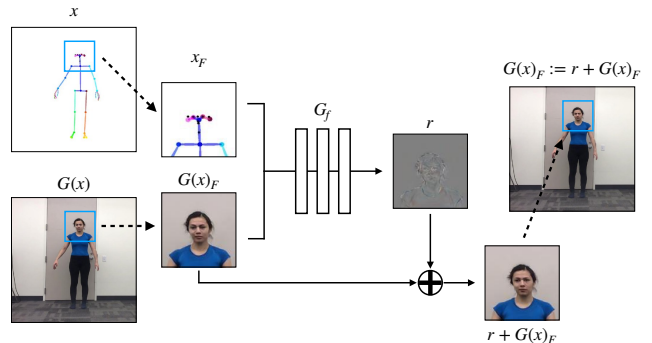 x
x_F
G(x)_F := r + G(x)_F
G_f
r
G(x)
G(x)_F
r + G(x)_F